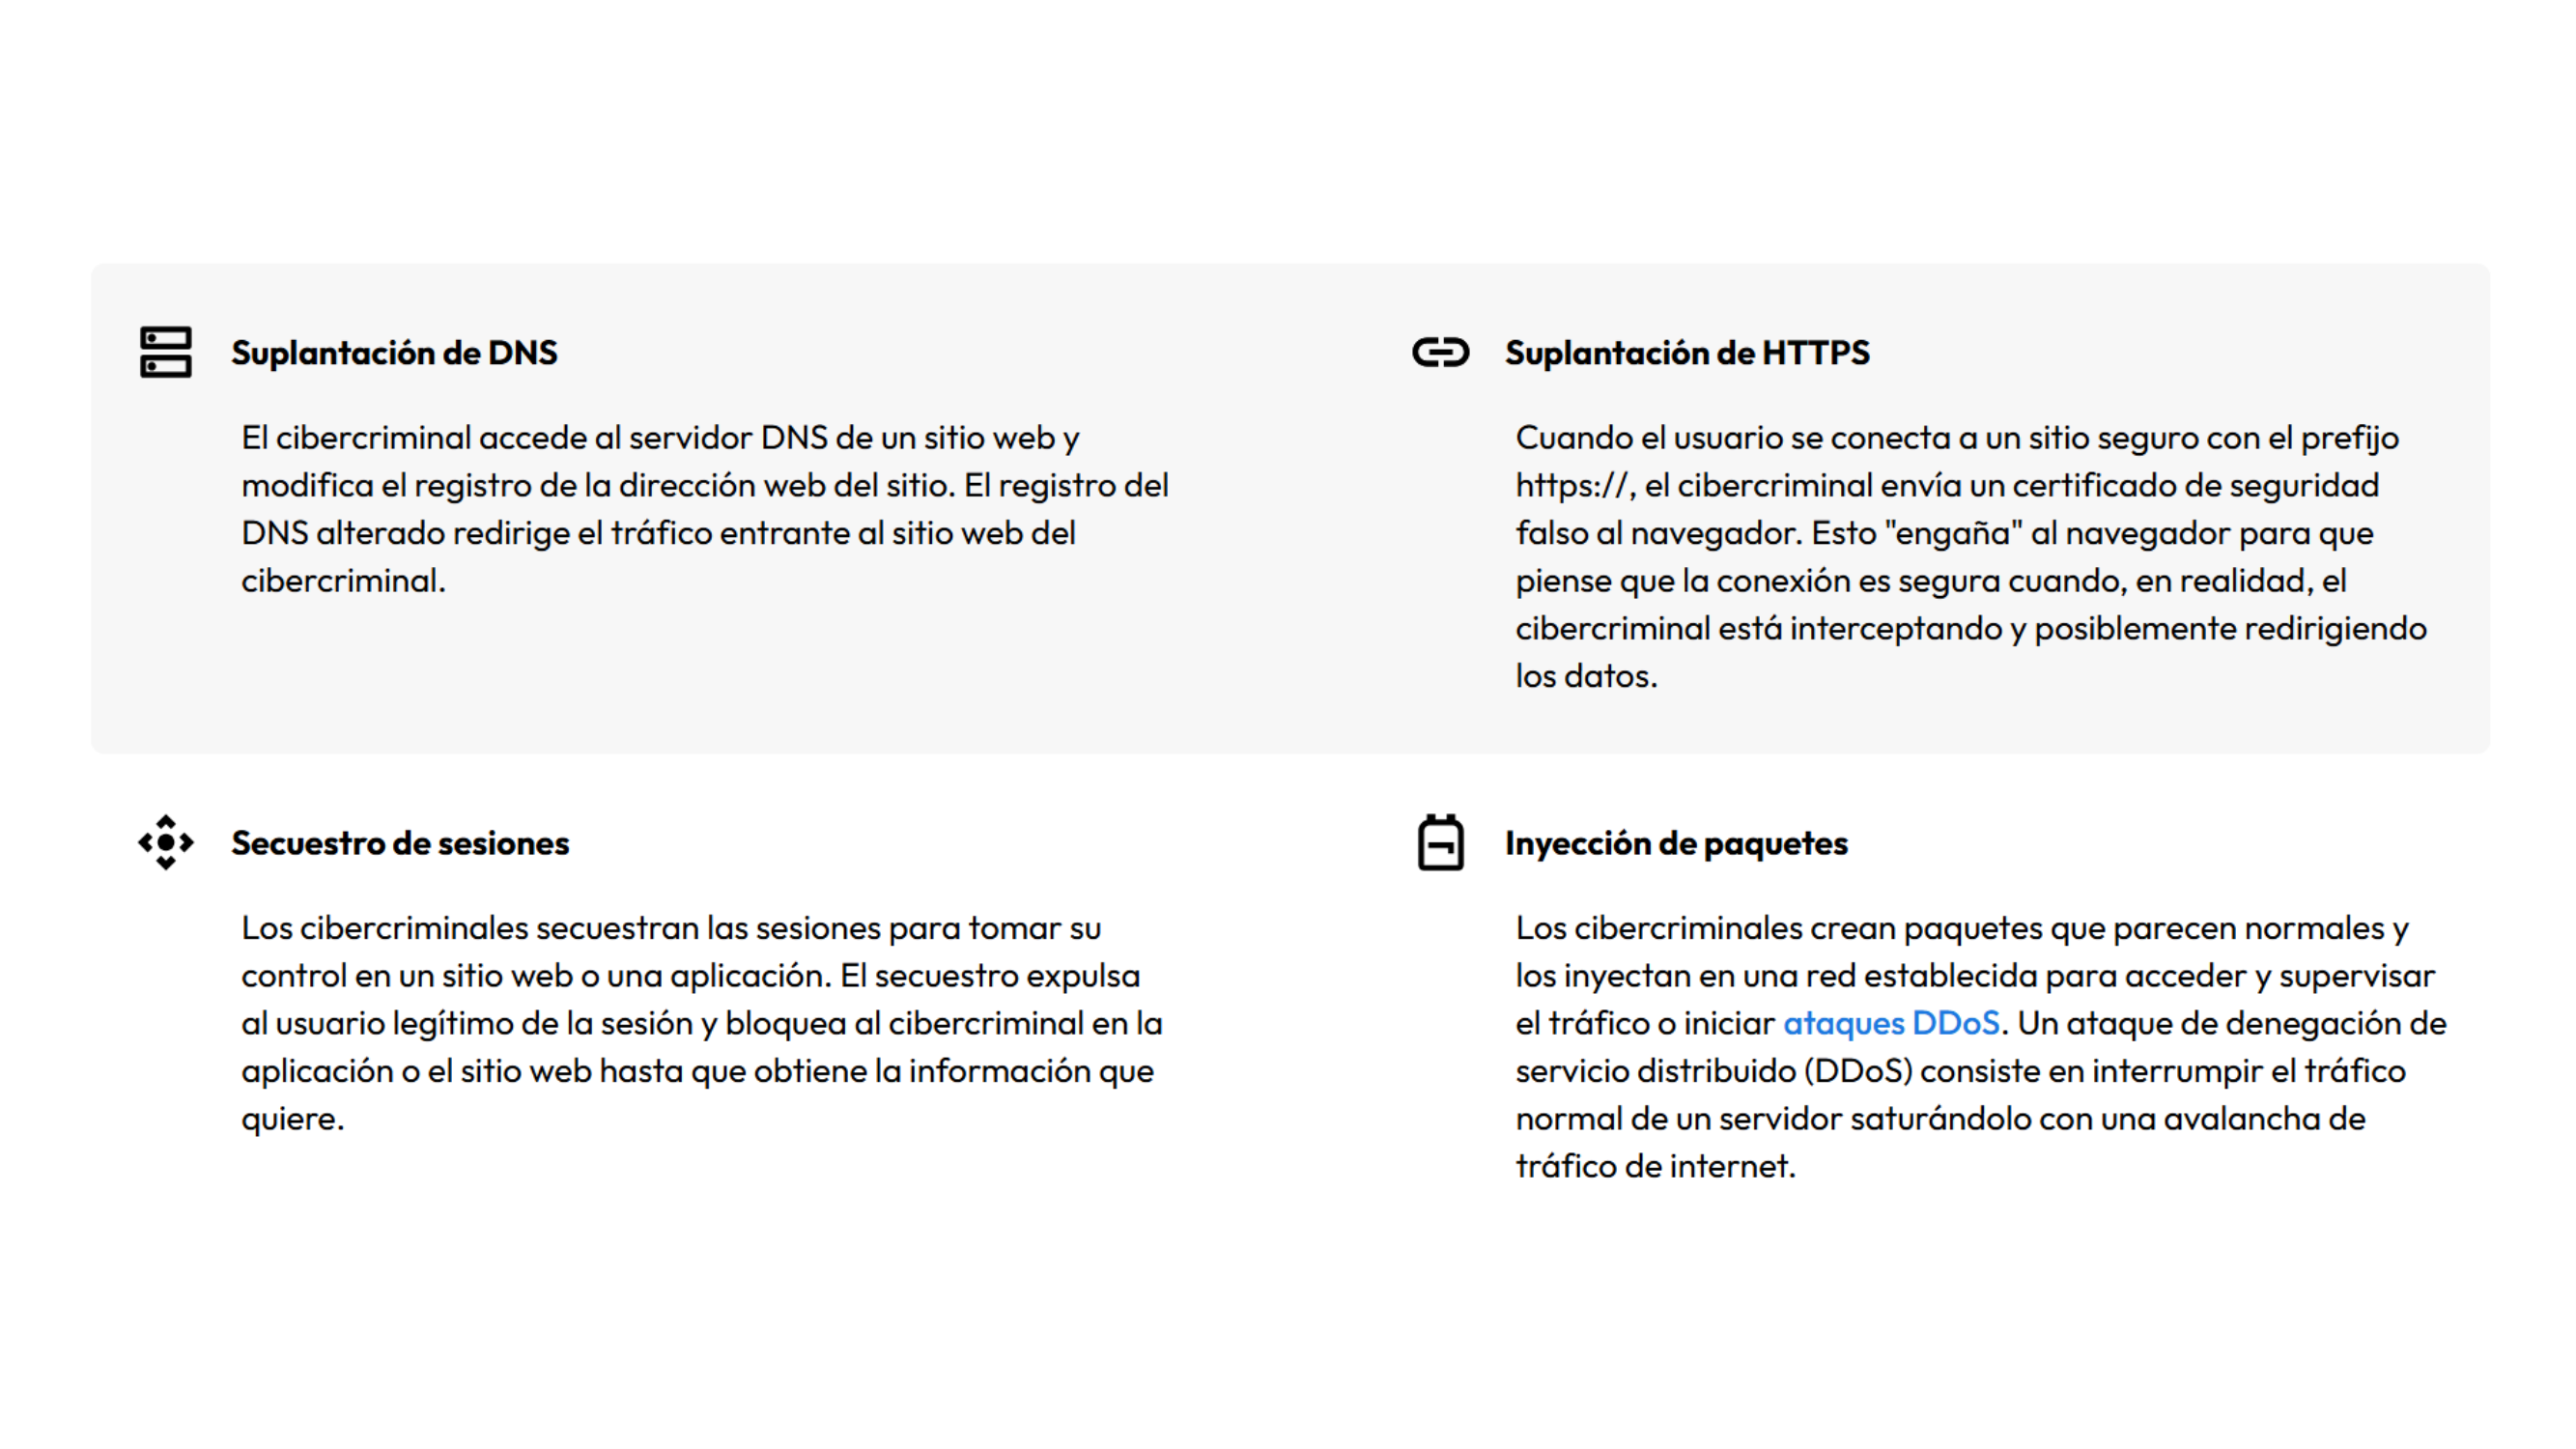 Suplantación de DNS
El cibercriminal accede al servidor DNS de un sitio web y
modifica el registro de la dirección web del sitio. El registro del
DNS alterado redirige el tráfico entrante al sitio web del
cibercriminal.
Suplantación de HTTPS
Cuando el usuario se conecta a un sitio seguro con el prefijo
https://, el cibercriminal envía un certificado de seguridad
falso al navegador. Esto "engaña" al navegador para que
piense que la conexión es segura cuando, en realidad, el
cibercriminal está interceptando y posiblemente redirigiendo
los datos.
Secuestro de sesiones
Los cibercriminales secuestran las sesiones para tomar su
control en un sitio web o una aplicación. El secuestro expulsa
al usuario legítimo de la sesión y bloquea al cibercriminal en la
aplicación o el sitio web hasta que obtiene la información que
quiere.
Inyección de paquetes
Los cibercriminales crean paquetes que parecen normales y
los inyectan en una red establecida para acceder y supervisar
el tráfico o iniciar ataques DDoS. Un ataque de denegación de
servicio distribuido (DDoS) consiste en interrumpir el tráfico
normal de un servidor saturándolo con una avalancha de
tráfico de internet.